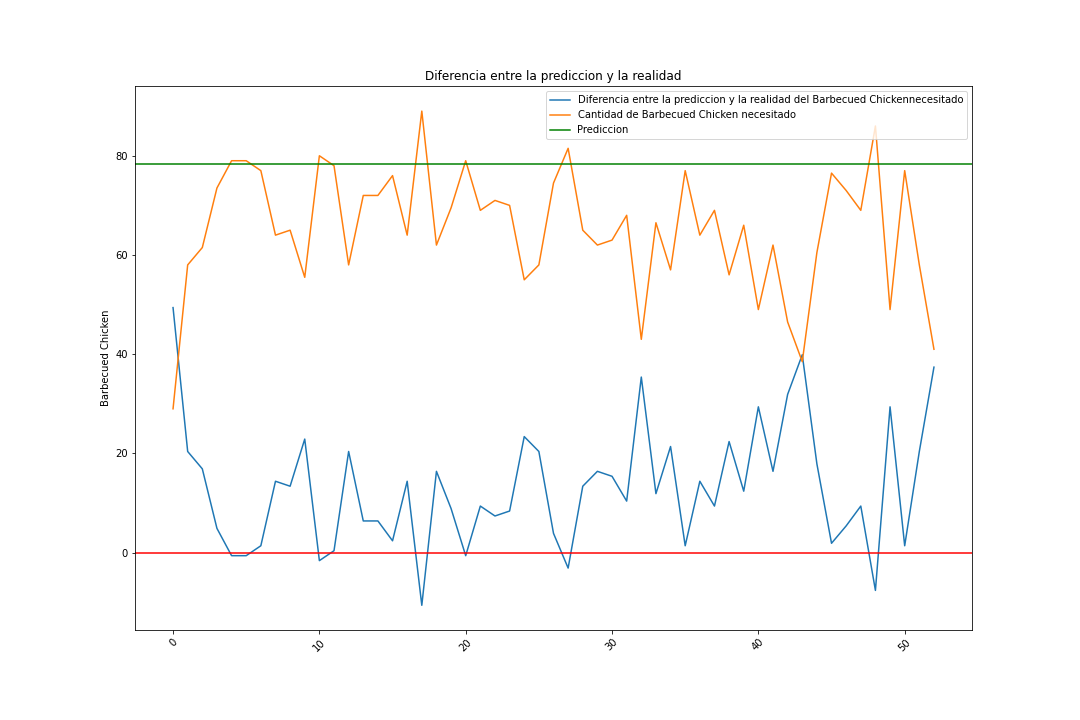 Diferencia entre la prediccion y la realidad
Diferencia entre la prediccion y la realidad del Barbecued Chickennecesitado
Cantidad de Barbecued Chicken necesitado
Prediccion
80
60
40
20
0
Barbecued Chicken
0
10
20
30
40
50